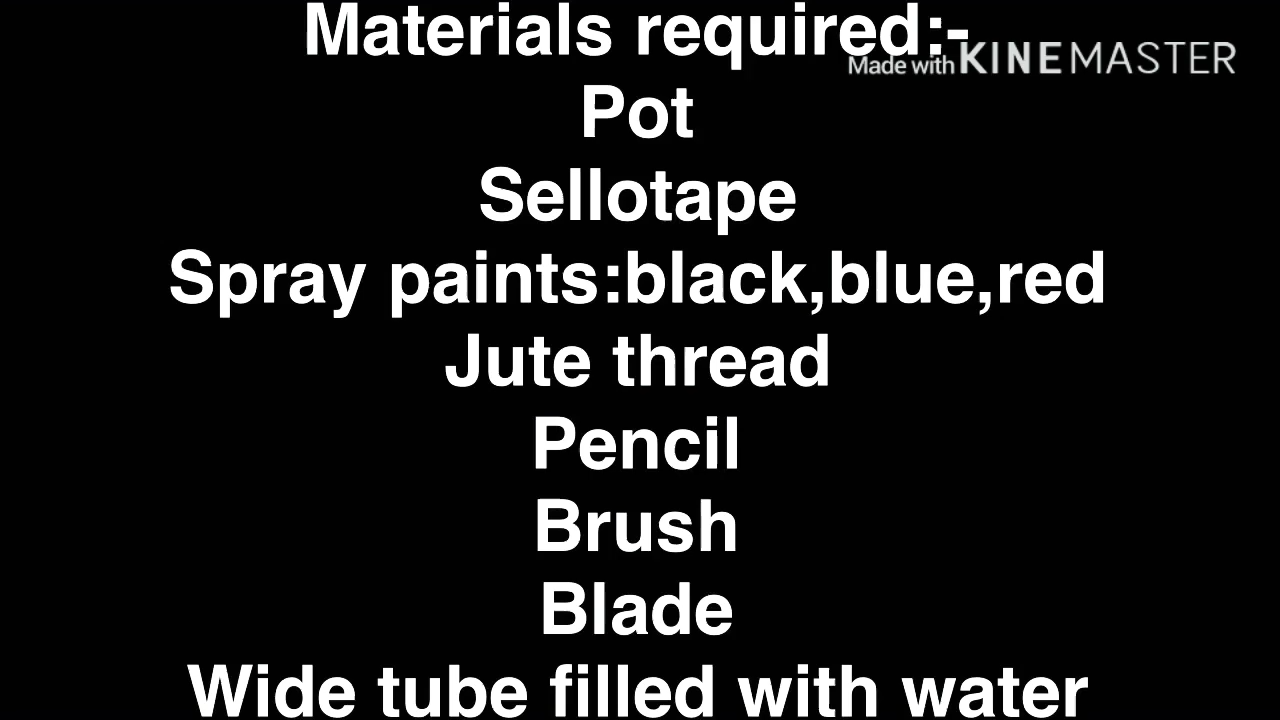 Materials required:-
Made with KINEMASTER
Pot
Sellotape
Spray paints:black,blue,red
Jute thread
Pencil
Brush
Blade
Wide tube filled with water